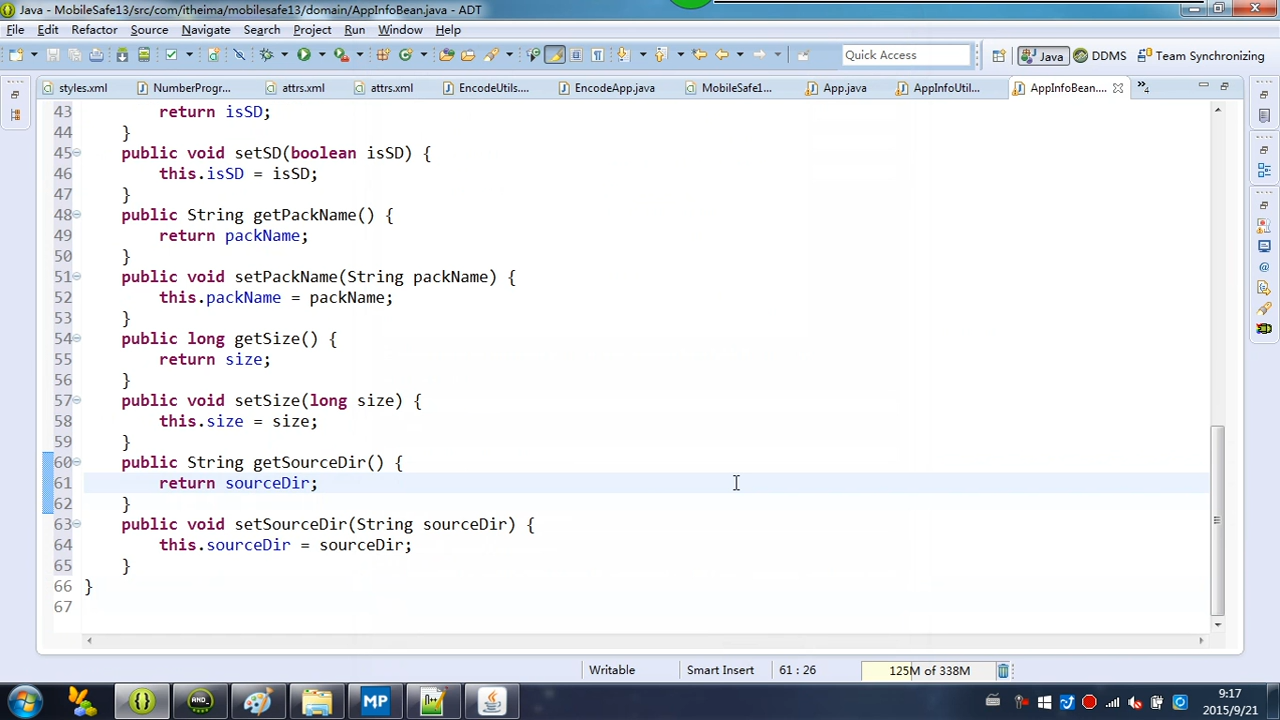 Java - MobileSafe13/src/com/itheima/mobilesafe13/domain/AppInfoBean.java - ADT
File Edit Refactor Source Navigate Search Project Run Window Help
Quick Access
Java DDMS Team Synchronizing
styles.xml NumberProgr... attrs.xml attrs.xml EncodeUtils.... EncodeApp.java MobileSafe1... App.java AppInfoUtil... AppInfoBean.... »4
43 return isSD;
44 }
45 public void setSD(boolean isSD) {
46 this.isSD = isSD;
47 }
48 public String getPackName() {
49 return packName;
50 }
51 public void setPackName(String packName) {
52 this.packName = packName;
53 }
54 public long getSize() {
55 return size;
56 }
57 public void setSize(long size) {
58 this.size = size;
59 }
60 public String getSourceDir() {
61 return sourceDir;
62 }
63 public void setSourceDir(String sourceDir) {
64 this.sourceDir = sourceDir;
65 }
66 }
67
Writable Smart Insert 61 : 26 125M of 338M
MP
9:17
2015/9/21